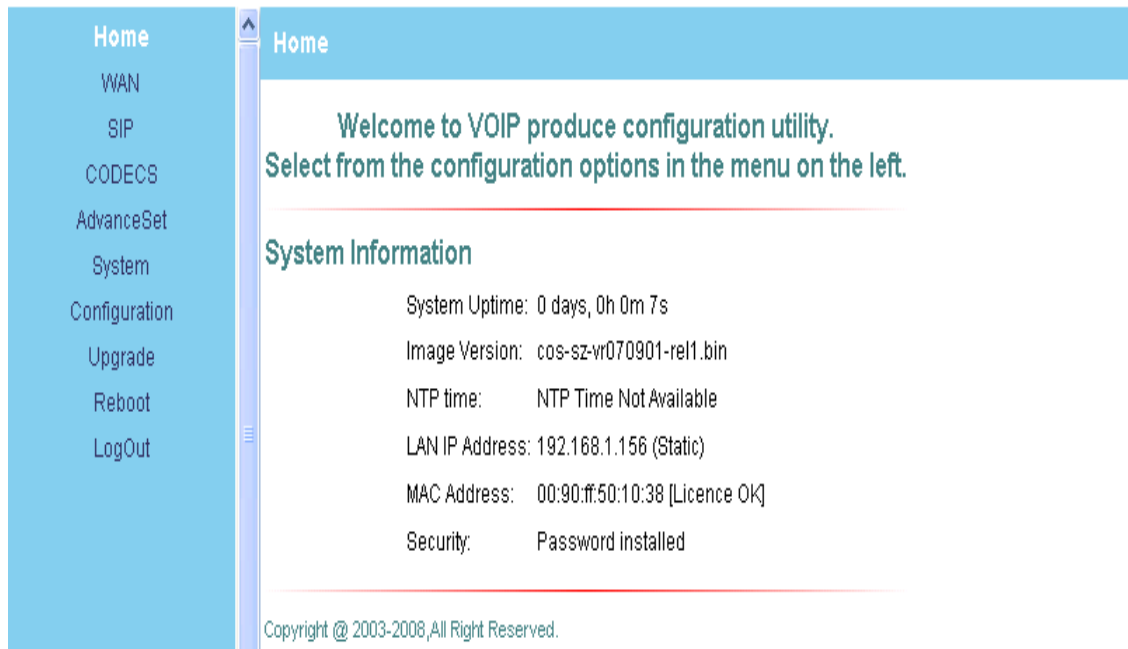 Home
WAN
SIP
CODECS
AdvanceSet
System
Configuration
Upgrade
Reboot
LogOut
Home
Welcome to VOIP produce configuration utility.
Select from the configuration options in the menu on the left.
System Information
System Uptime: 0 days, 0h 0m 7s
Image Version: cos-sz-vr070901-rel1.bin
NTP time: NTP Time Not Available
LAN IP Address: 192.168.1.156 (Static)
MAC Address: 00:90:ff:50:10:38 [Licence OK]
Security: Password installed
Copyright @ 2003-2008,All Right Reserved.